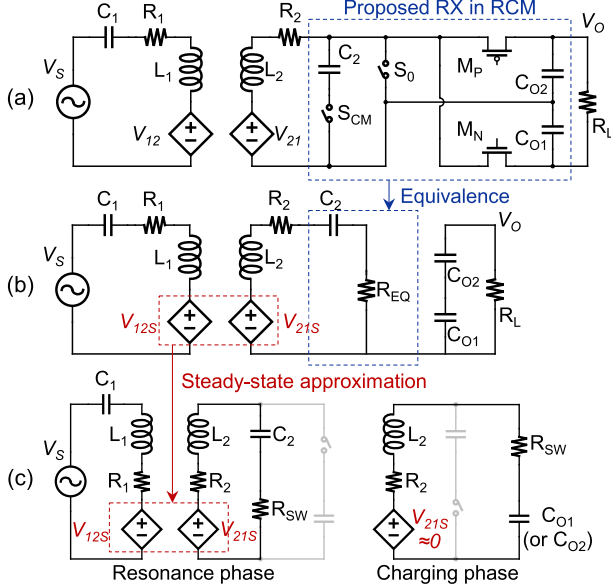 Proposed RX in RCM
(a)
V_S
C_1
R_1
L_1
V_12
L_2
V_21
R_2
C_2
S_CM
S_0
M_P
M_N
C_O2
C_O1
V_O
R_L
Equivalence
(b)
V_S
C_1
R_1
L_1
V_12S
L_2
V_21S
R_2
C_2
R_EQ
C_O2
C_O1
V_O
R_L
Steady-state approximation
(c)
V_S
C_1
L_1
R_1
V_12S
L_2
R_2
V_21S
C_2
R_SW
L_2
R_2
V_21S
≈0
R_SW
C_O1
(or C_O2)
Resonance phase
Charging phase